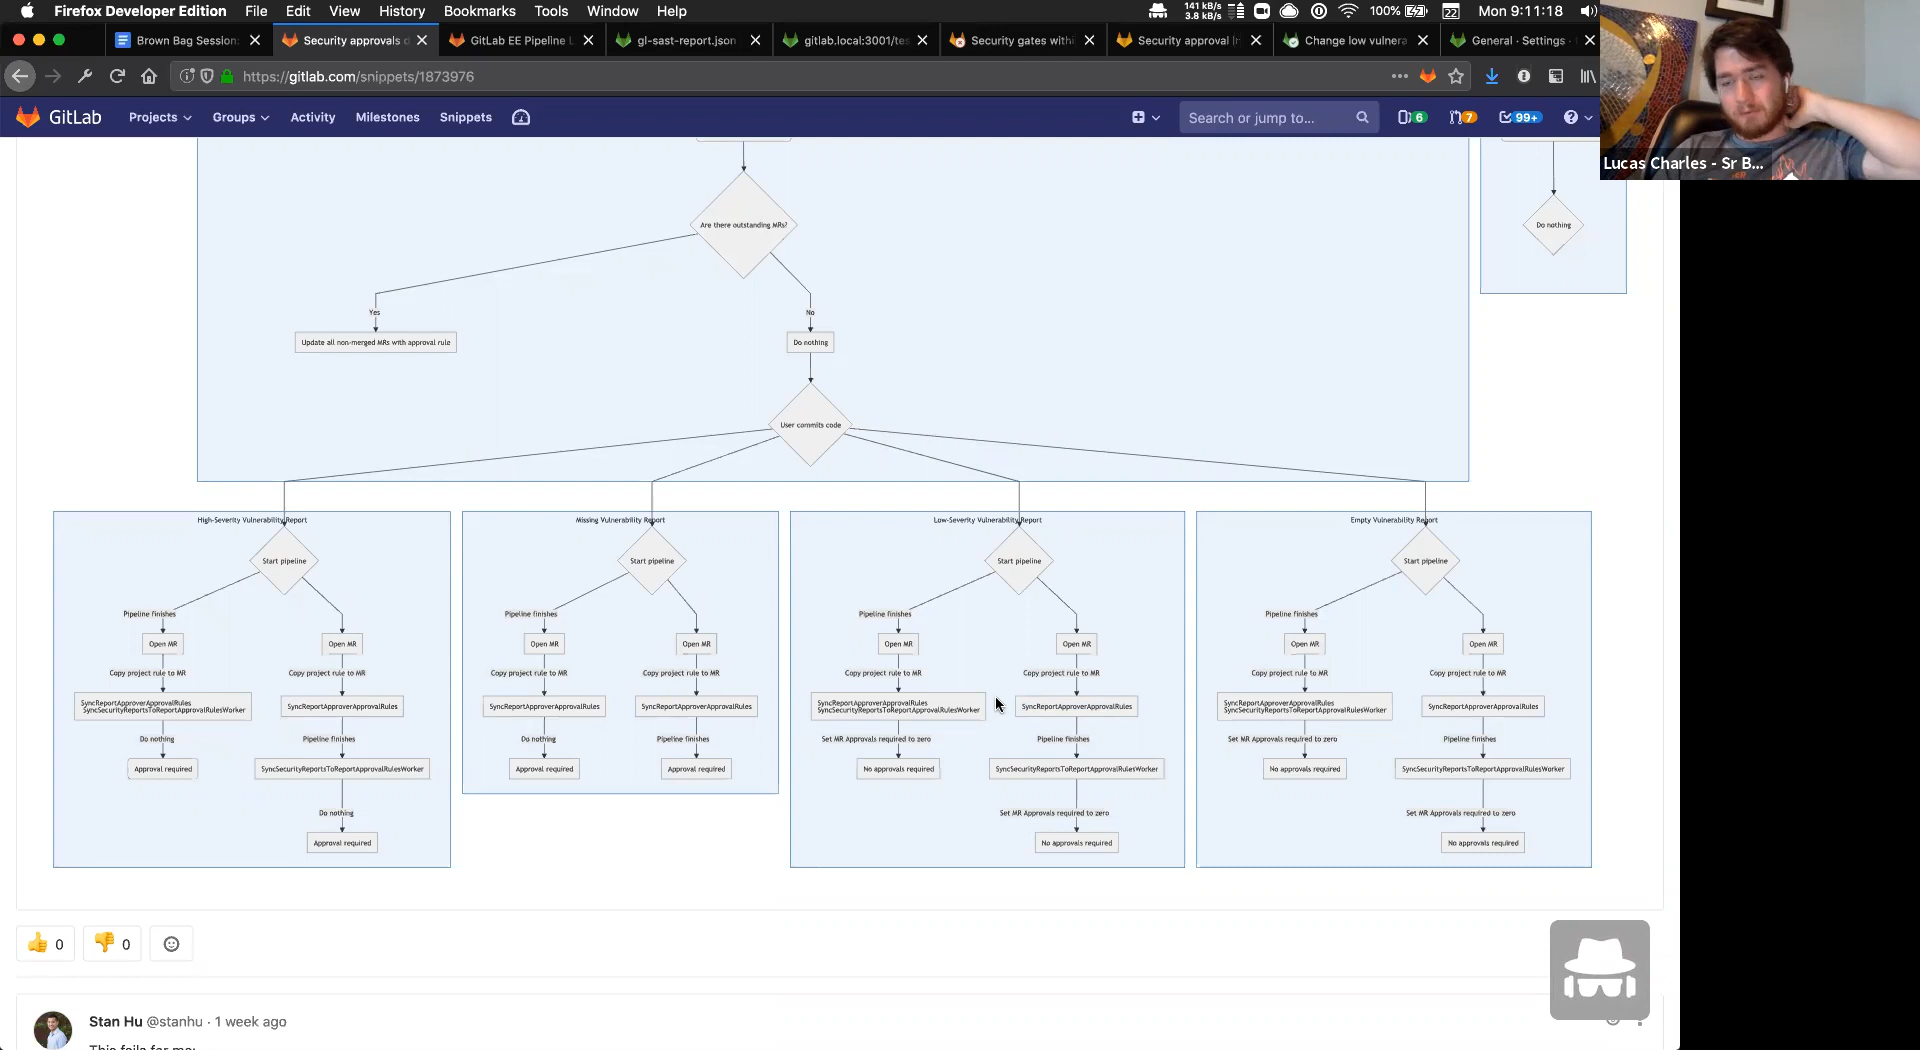 Firefox Developer Edition File Edit View History Bookmarks Tools Window Help 141 kB/s 3.8 kB/s 100% 22 Mon 9:11:18
Brown Bag Session: Security approvals d GitLab EE Pipeline L gl-sast-report.json gitlab.local:3001/tes Security gates withi Security approval Change low vulnera General · Settings ·
https://gitlab.com/snippets/1873976
GitLab Projects Groups Activity Milestones Snippets Search or jump to... 6 7 99+
Lucas Charles - Sr B...
Are there outstanding MRs?
Do nothing
Yes
No
Update all non-merged MRs with approval rule
Do nothing
User commits code
High-Severity Vulnerability Report
Start pipeline
Pipeline finishes
Open MR
Open MR
Copy project rule to MR
Copy project rule to MR
SyncReportApproverApprovalRules
SyncSecurityReportsToReportApprovalRulesWorker
SyncReportApproverApprovalRules
Do nothing
Pipeline finishes
Approval required
SyncSecurityReportsToReportApprovalRulesWorker
Do nothing
Approval required
Missing Vulnerability Report
Start pipeline
Pipeline finishes
Open MR
Open MR
Copy project rule to MR
Copy project rule to MR
SyncReportApproverApprovalRules
SyncReportApproverApprovalRules
Do nothing
Pipeline finishes
Approval required
Approval required
Low-Severity Vulnerability Report
Start pipeline
Pipeline finishes
Open MR
Open MR
Copy project rule to MR
Copy project rule to MR
SyncReportApproverApprovalRules
SyncSecurityReportsToReportApprovalRulesWorker
SyncReportApproverApprovalRules
Set MR Approvals required to zero
Pipeline finishes
No approvals required
SyncSecurityReportsToReportApprovalRulesWorker
Set MR Approvals required to zero
No approvals required
Empty Vulnerability Report
Start pipeline
Pipeline finishes
Open MR
Open MR
Copy project rule to MR
Copy project rule to MR
SyncReportApproverApprovalRules
SyncSecurityReportsToReportApprovalRulesWorker
SyncReportApproverApprovalRules
Set MR Approvals required to zero
Pipeline finishes
No approvals required
SyncSecurityReportsToReportApprovalRulesWorker
Set MR Approvals required to zero
No approvals required
0 0
Stan Hu @stanhu · 1 week ago
This fails for me: